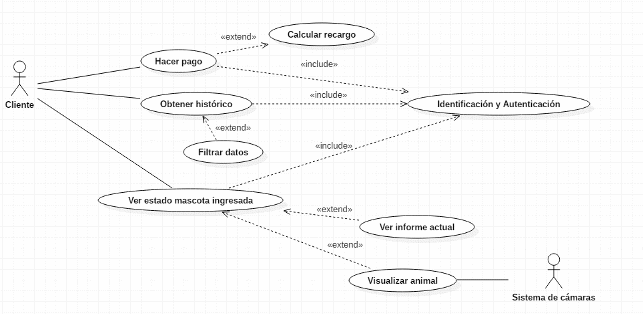 «extend»
Calcular recargo
Hacer pago
«include»
Cliente
Obtener histórico
«include»
Identificación y Autenticación
«extend»
Filtrar datos
«include»
Ver estado mascota ingresada
«extend»
Ver informe actual
«extend»
Visualizar animal
Sistema de cámaras